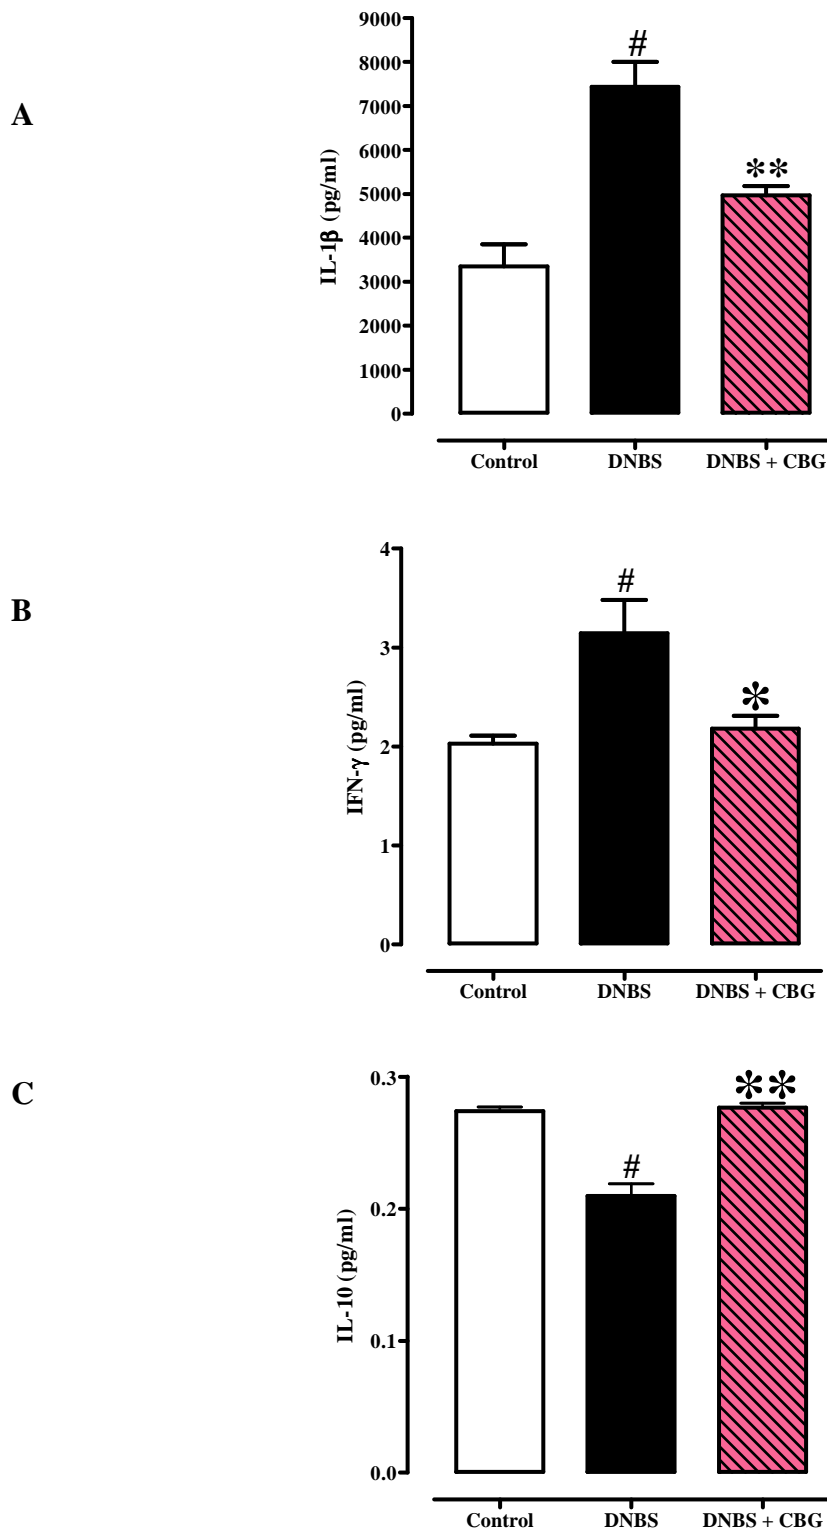 A
IL-1β (pg/ml)
9000
8000
7000
6000
5000
4000
3000
2000
1000
0
#
**
Control DNBS DNBS + CBG
B
IFN-γ (pg/ml)
4
3
2
1
0
#
*
Control DNBS DNBS + CBG
C
IL-10 (pg/ml)
0.3
0.2
0.1
0.0
#
**
Control DNBS DNBS + CBG